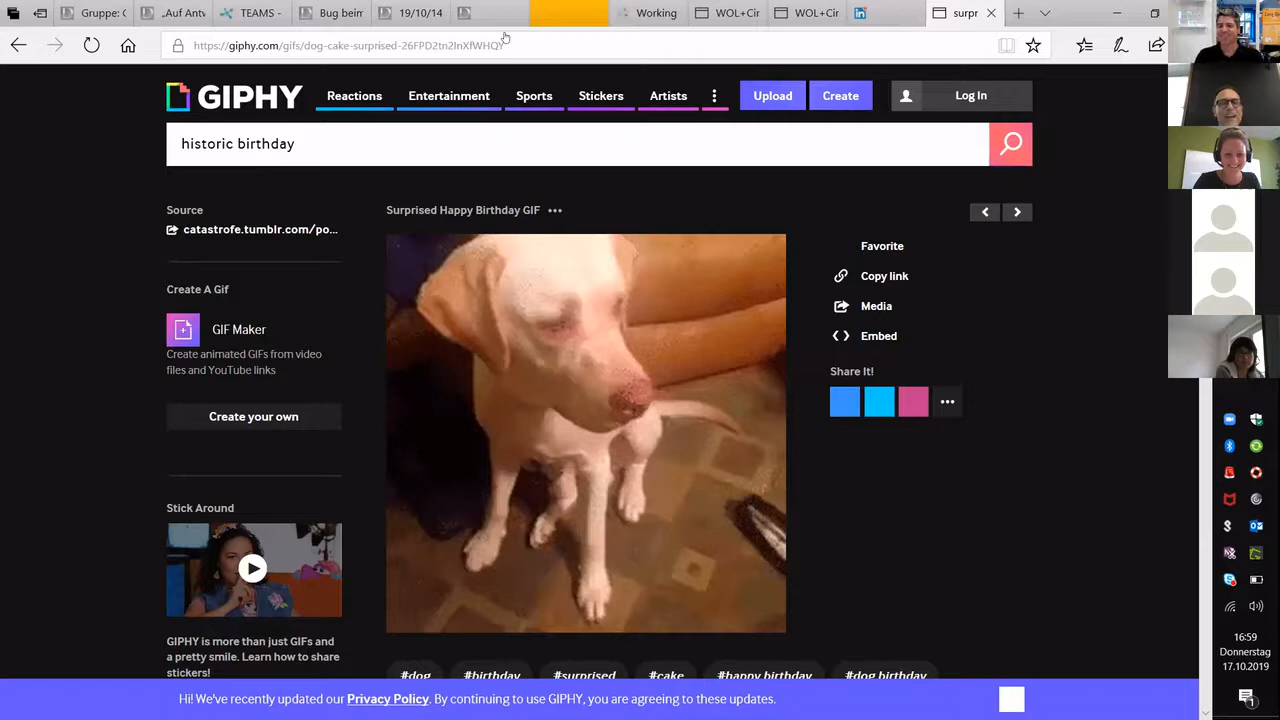 Gruppe: C
„Auf Antv
TEAMS -
Bug beim
19/10/14
Working
WOL+Cir
WOL+Cir
https://giphy.com/gifs/dog-cake-surprised-26FPD2tn2InXfWHQY
GIPHY
Reactions
Entertainment
Sports
Stickers
Artists
Upload
Create
Log In
historic birthday
Source
catastrofe.tumblr.com/po...
Surprised Happy Birthday GIF
Favorite
Copy link
Media
Embed
Share It!
Create A Gif
GIF Maker
Create animated GIFs from video
files and YouTube links
Create your own
Stick Around
GIPHY is more than just GIFs and
a pretty smile. Learn how to share
stickers!
#dog
#birthday
#surprised
#cake
#happy birthday
#dog birthday
Hi! We've recently updated our Privacy Policy. By continuing to use GIPHY, you are agreeing to these updates.
16:59
Donnerstag
17.10.2019
1